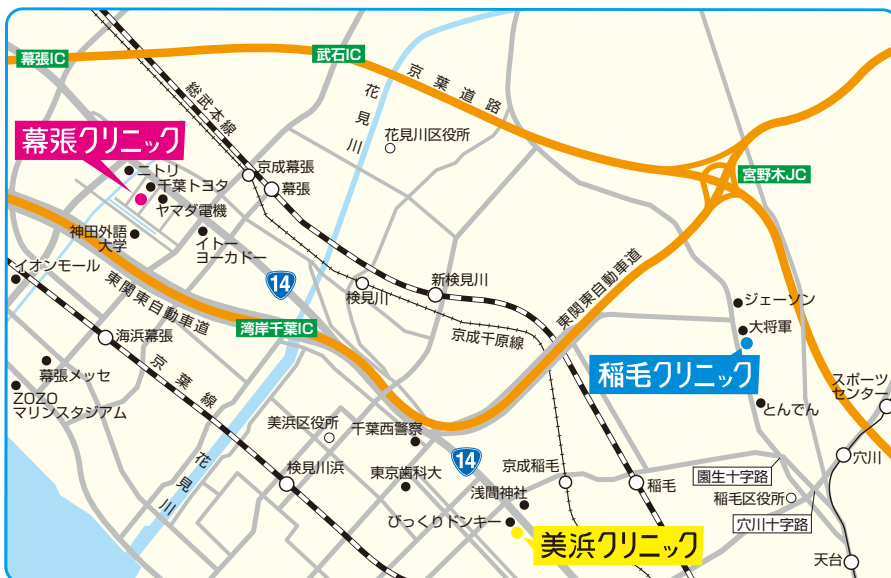 幕張IC
武石IC
京葉道路
総武本線
花見川
花見川区役所
幕張クリニック
ニトリ
千葉トヨタ
ヤマダ電機
京成幕張
幕張
宮野木JC
神田外語
大学
イトー
ヨーカドー
イオンモール
東関東自動車道
14
検見川
新検見川
東関東自動車道
ジェーソン
大将軍
湾岸千葉IC
京成千原線
海浜幕張
稲毛クリニック
幕張メッセ
京葉線
ZOZO
マリンスタジアム
スポーツ
センター
とんでん
美浜区役所
千葉西警察
花見川
検見川浜
東京歯科大
14
京成稲毛
稲毛
園生十字路
穴川
浅間神社
稲毛区役所
びっくりドンキー
穴川十字路
美浜クリニック
天台